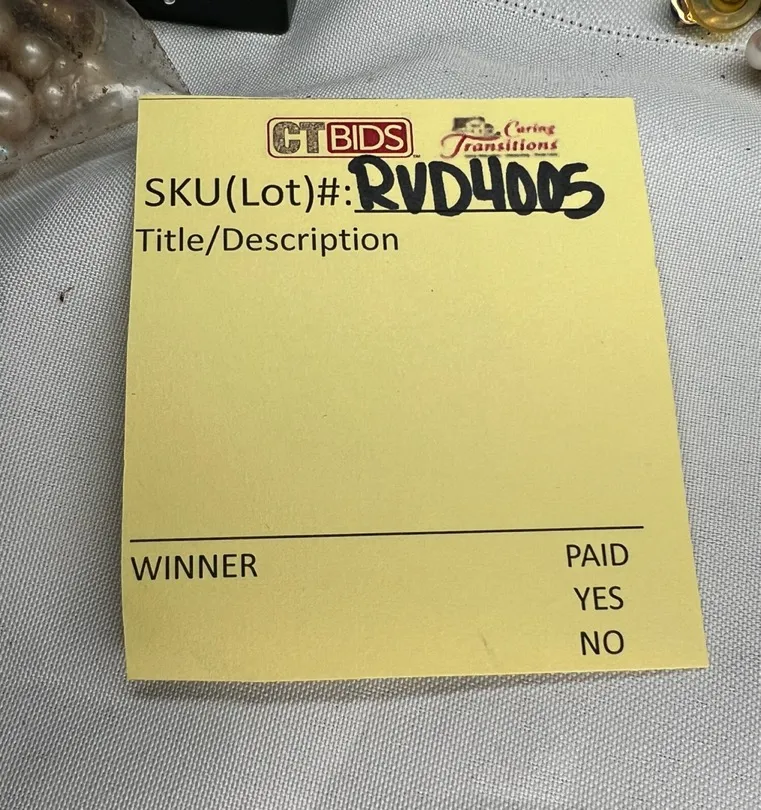 CTBIDS
Caring
Transitions
SKU(Lot)#:RVD4005
Title/Description
WINNER
PAID
YES
NO